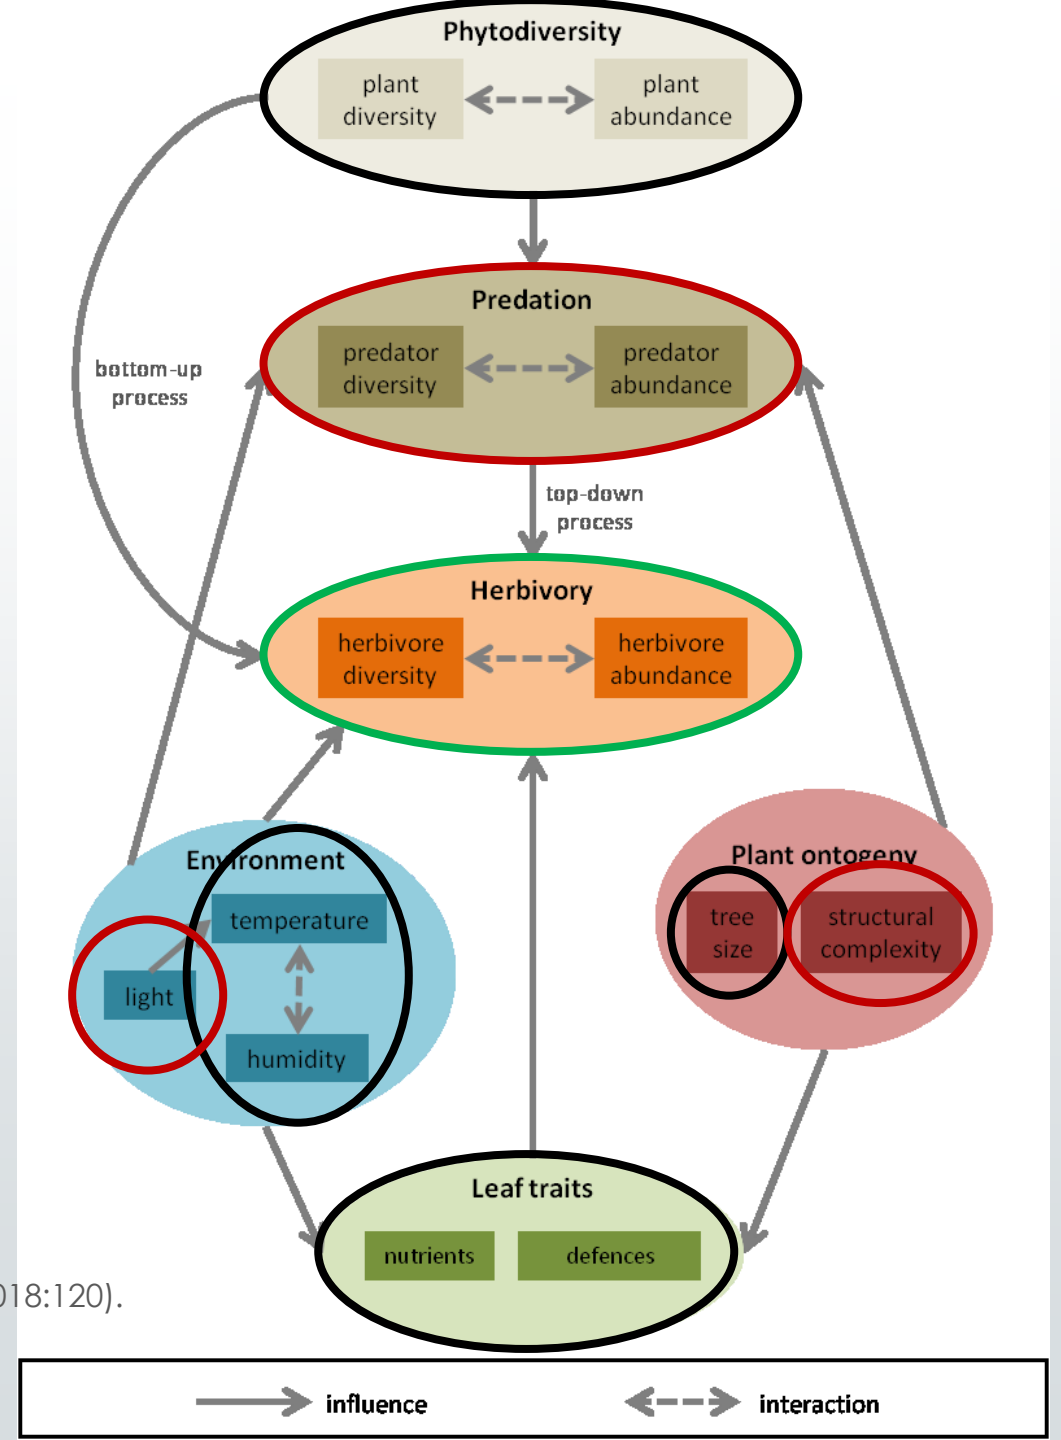 Phytodiversity
plant
diversity
plant
abundance
Predation
predator
diversity
predator
abundance
bottom-up
process
top-down
process
Herbivory
herbivore
diversity
herbivore
abundance
Environment
temperature
light
humidity
Plant ontogeny
tree
size
structural
complexity
Leaf traits
nutrients
defences
018:120).
influence
interaction